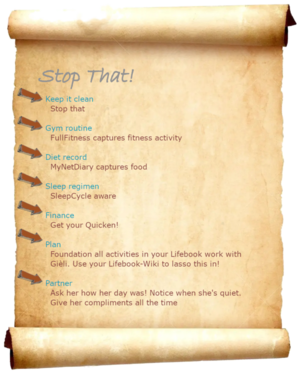 Stop That!
Keep it clean
Stop that
Gym routine
FullFitness captures fitness activity
Diet record
MyNetDiary captures food
Sleep regimen
SleepCycle aware
Finance
Get your Quicken!
Plan
Foundation all activities in your Lifebook work with
Gièli. Use your Lifebook-Wiki to lasso this in!
Partner
Ask her how her day was! Notice when she's quiet.
Give her compliments all the time